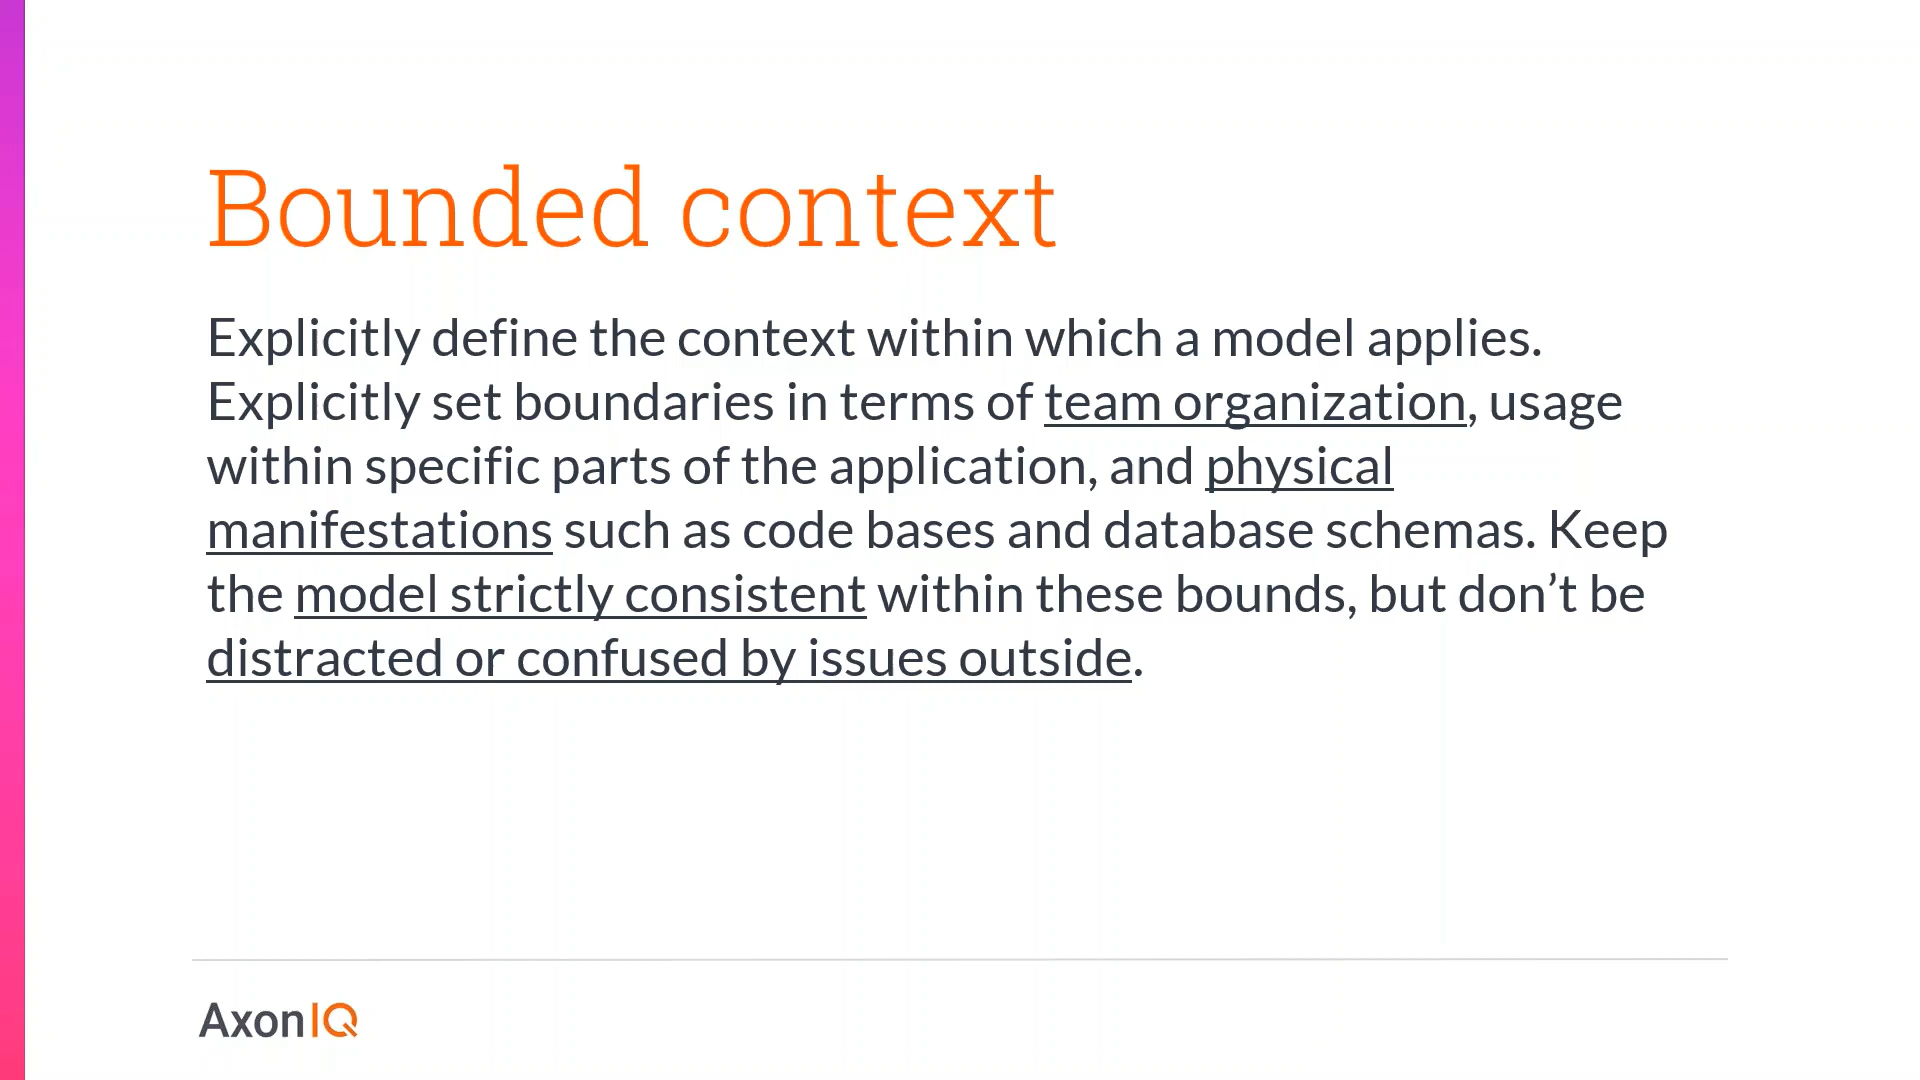 Bounded context
Explicitly define the context within which a model applies.
Explicitly set boundaries in terms of team organization, usage
within specific parts of the application, and physical
manifestations such as code bases and database schemas. Keep
the model strictly consistent within these bounds, but don’t be
distracted or confused by issues outside.
AxonIQ